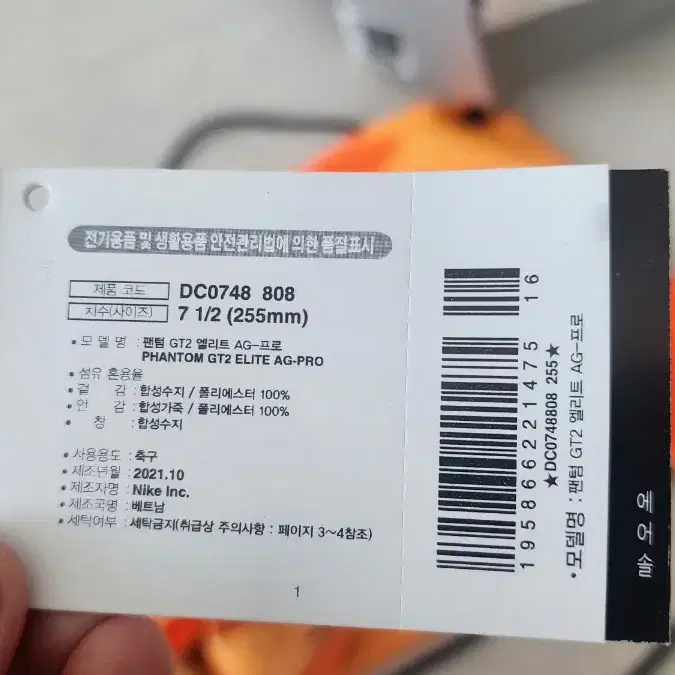 전기용품 및 생활용품 안전관리법에 의한 품질표시
제품 코드 DC0748 808
치수(사이즈) 7 1/2 (255mm)
• 모 델 명 : 팬텀 GT2 엘리트 AG-프로
PHANTOM GT2 ELITE AG-PRO
• 섬유 혼용율
• 겉 감 : 합성수지 / 폴리에스터 100%
• 안 감 : 합성가죽 / 폴리에스터 100%
• 창 : 합성수지
• 사용용도 : 축구
• 제조년월 : 2021.10
• 제조자명 : Nike Inc.
• 제조국명 : 베트남
• 세탁여부 : 세탁금지(취급상 주의사항 : 페이지 3~4참조)
1
195866221475 16
★DC0748808 255★
• 모델명 : 팬텀 GT2 엘리트 AG-프로
에어솔